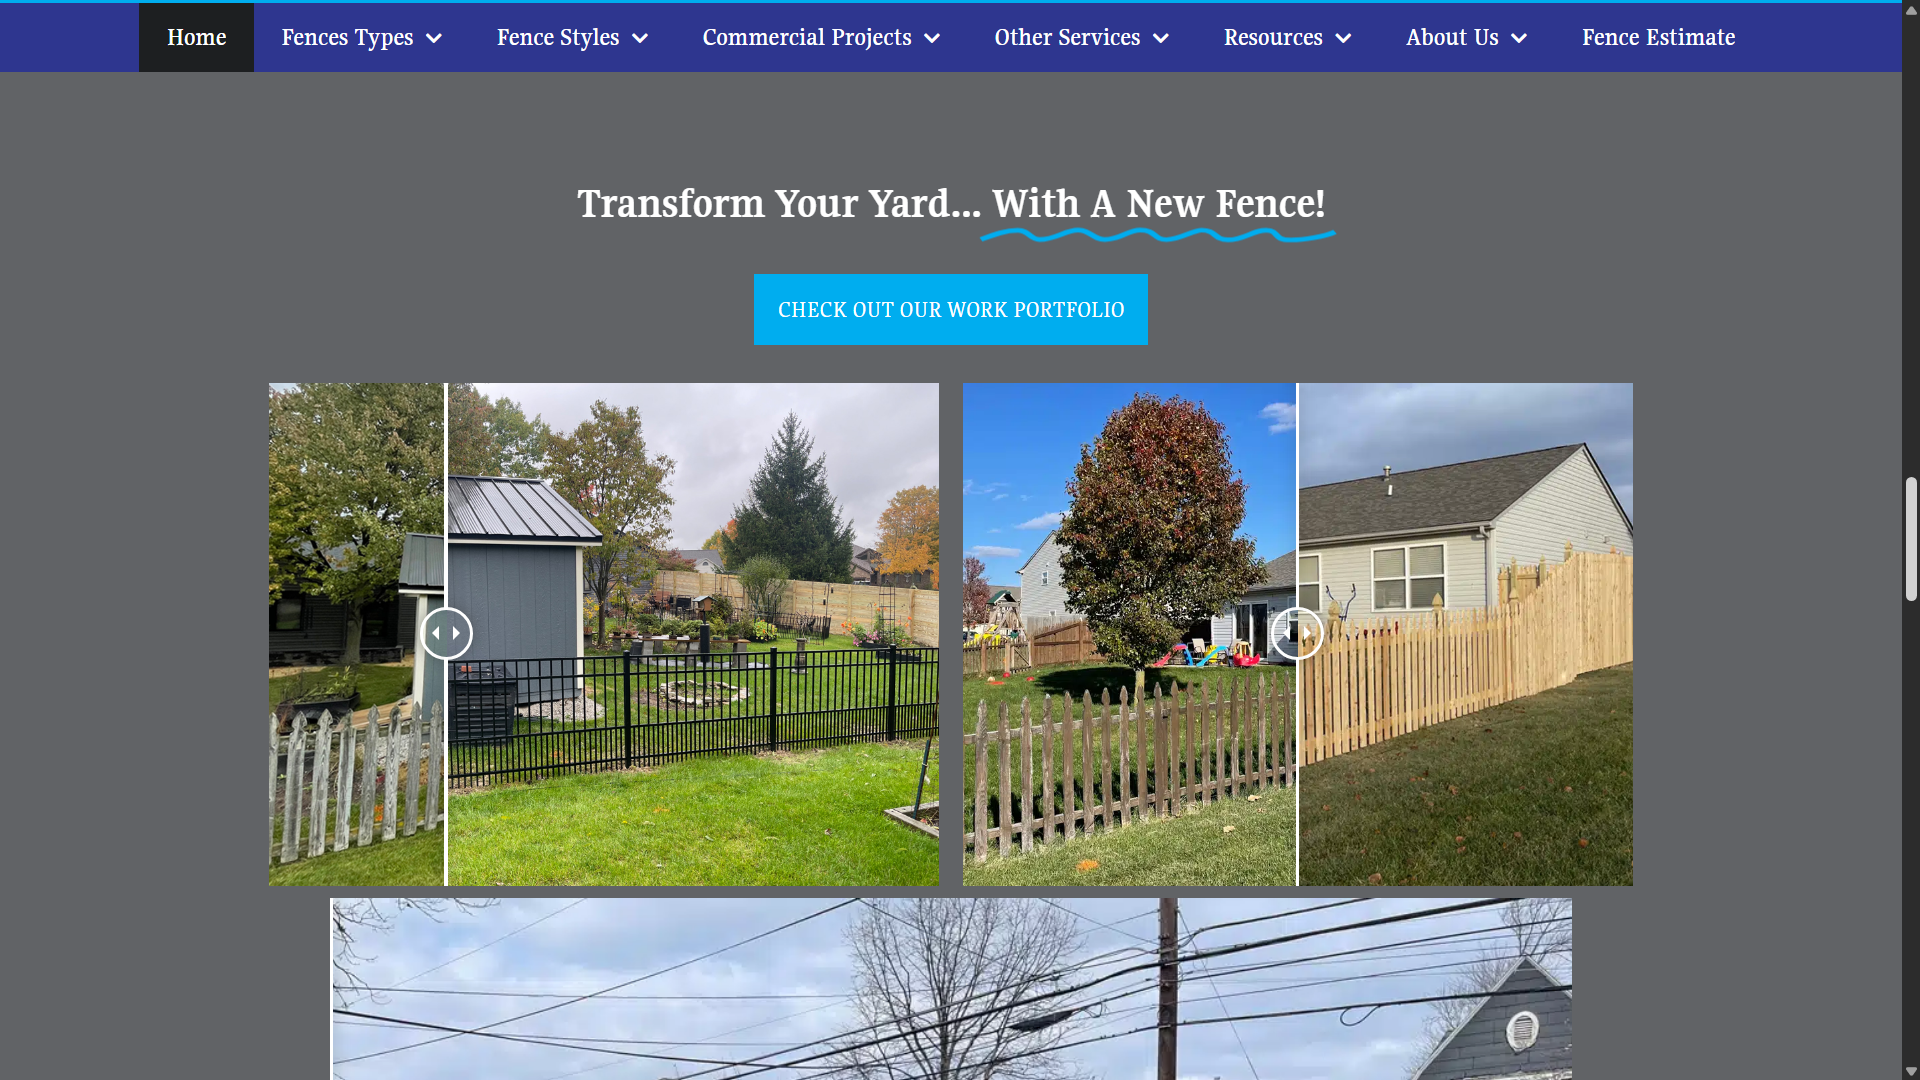 Home
Fences Types
Fence Styles
Commercial Projects
Other Services
Resources
About Us
Fence Estimate
Transform Your Yard... With A New Fence!
CHECK OUT OUR WORK PORTFOLIO